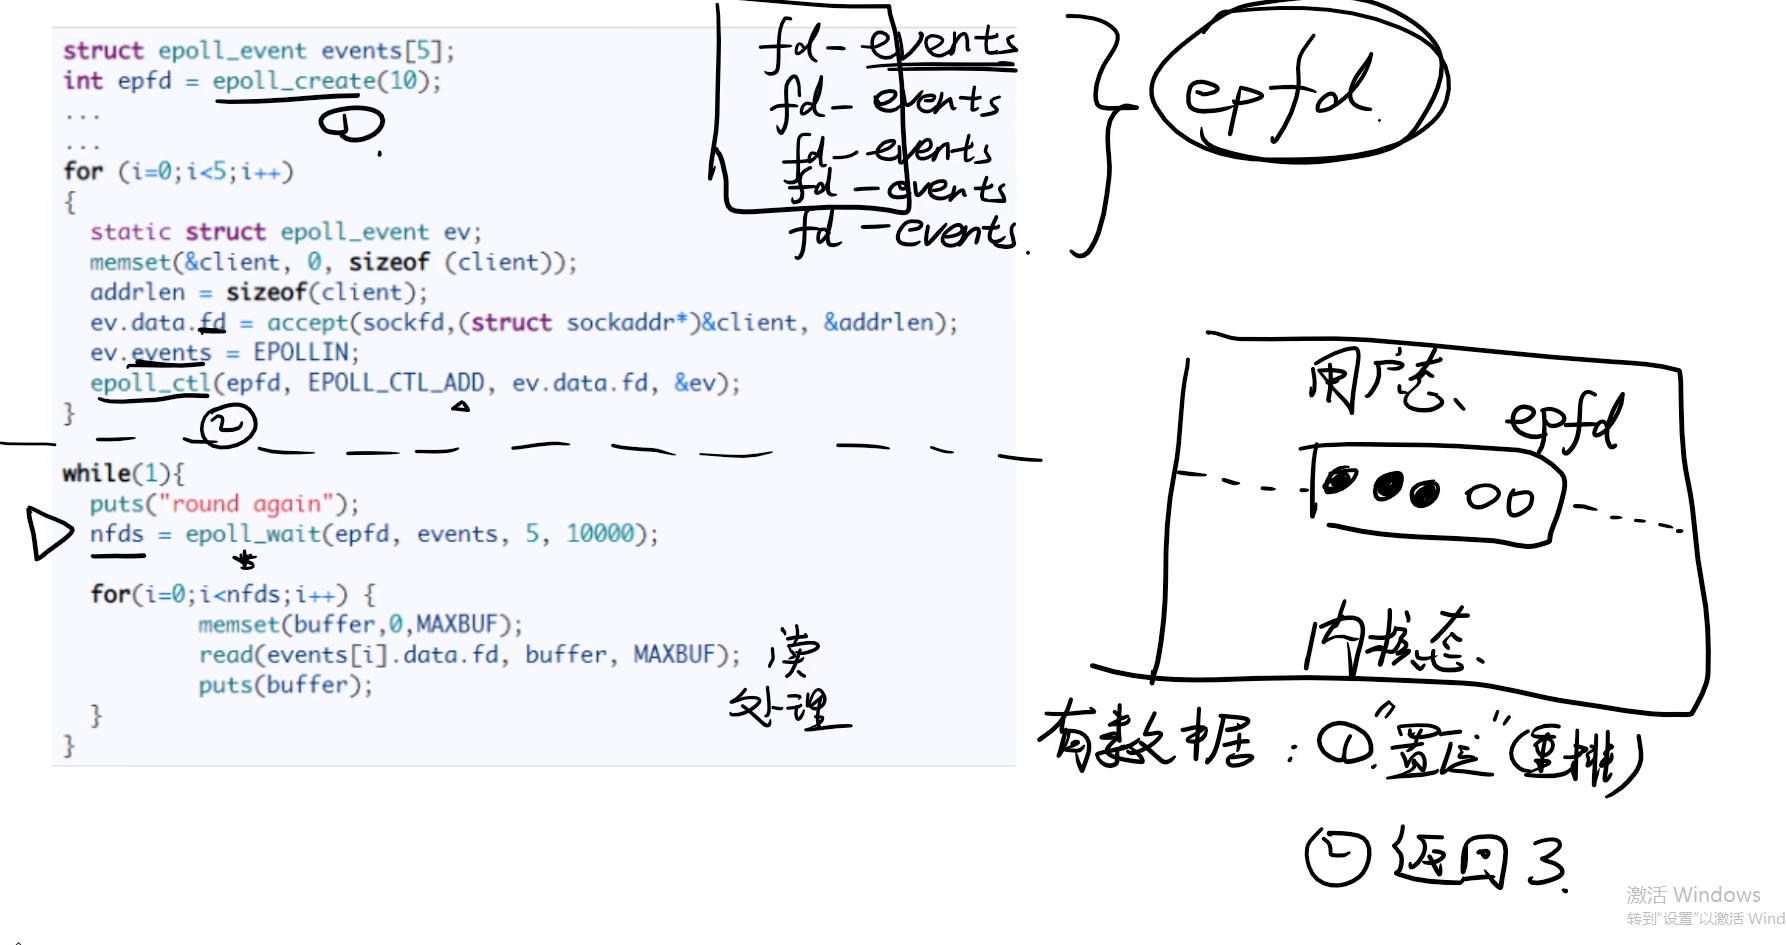 struct epoll_event events[5];
int epfd = epoll_create(10);
...
...
for (i=0;i<5;i++)
{
static struct epoll_event ev;
memset(&client, 0, sizeof (client));
addrlen = sizeof(client);
ev.data.fd = accept(sockfd,(struct sockaddr*)&client, &addrlen);
ev.events = EPOLLIN;
epoll_ctl(epfd, EPOLL_CTL_ADD, ev.data.fd, &ev);
}
while(1){
puts("round again");
nfds = epoll_wait(epfd, events, 5, 10000);
for(i=0;i<nfds;i++) {
memset(buffer,0,MAXBUF);
read(events[i].data.fd, buffer, MAXBUF);
puts(buffer);
}
}
①
②
fd - events
fd - events
fd - events
fd - events
fd - events.
epfd.
读
处理
用户态、
epfd
内核态、
有数据：①."置位"(重排)
② 返回 3.
激活 Windows
转到"设置"以激活 Wind